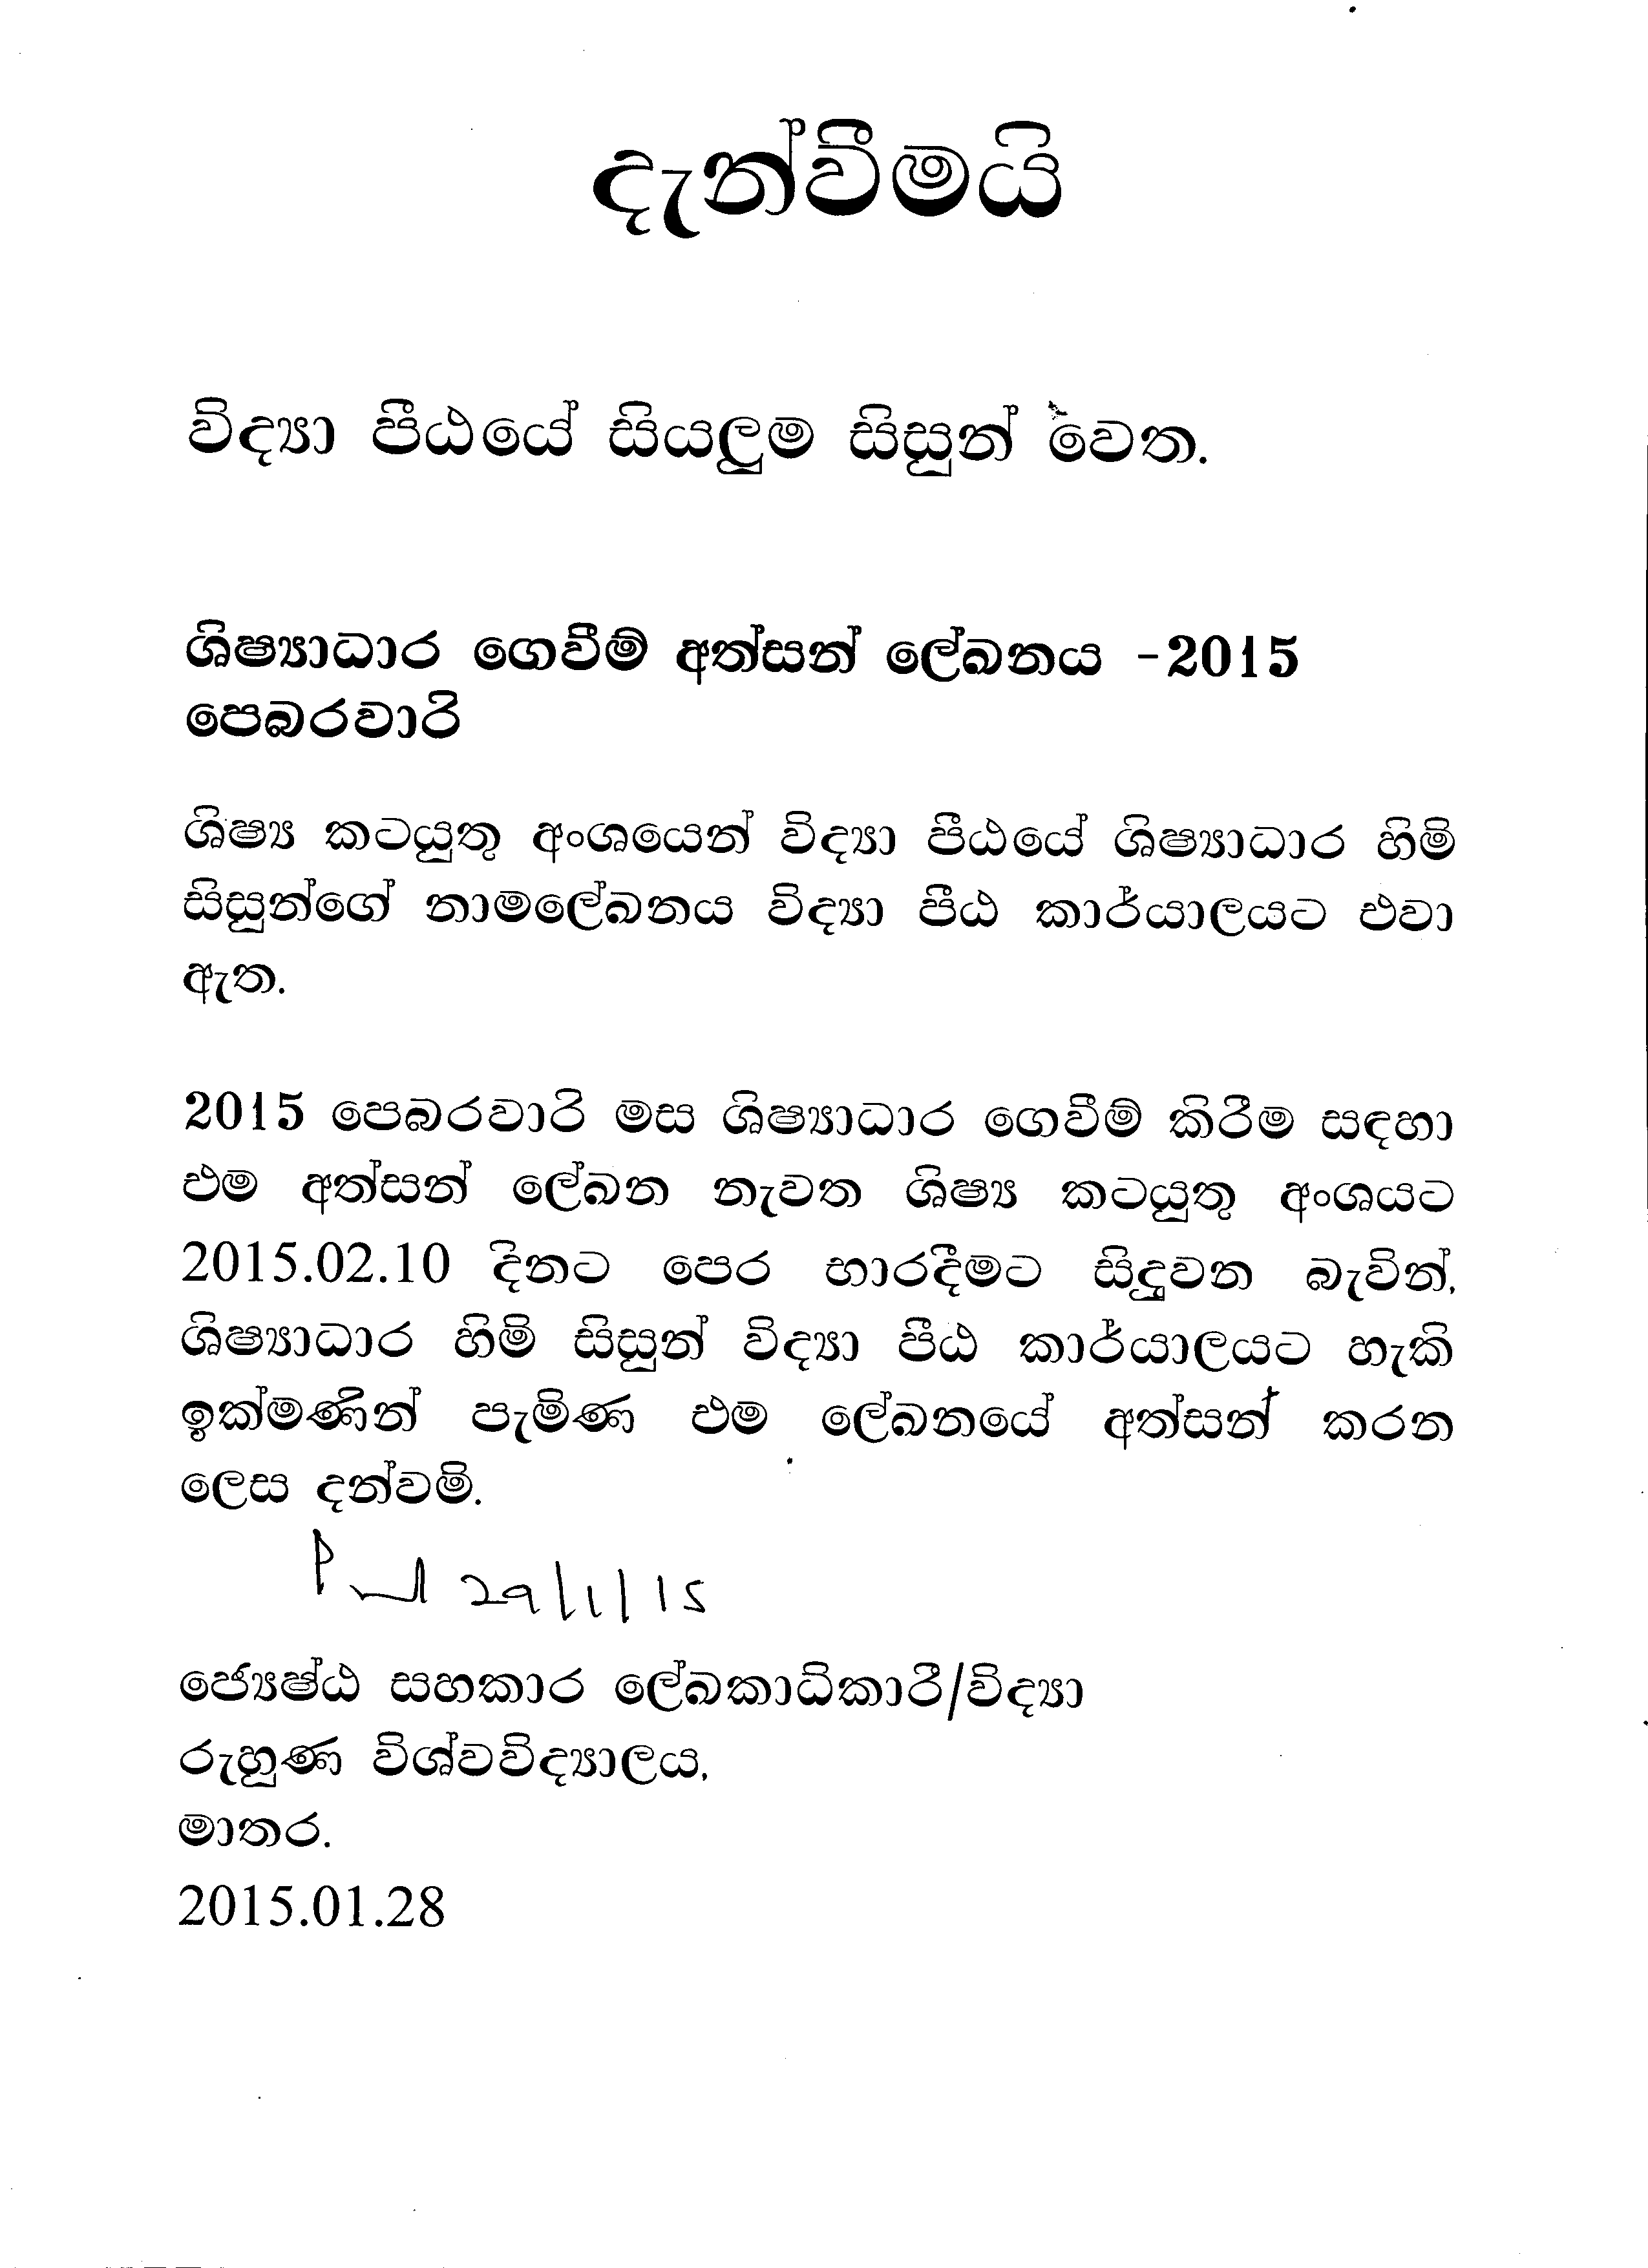 දැන්වීමයි
විද්‍යා පීඨයේ සියලුම සිසුන් වෙත.
ශිෂ්‍යාධාර ගෙවීම් අත්සන් ලේඛනය -2015
පෙබරවාරි
ශිෂ්‍ය කටයුතු අංශයෙන් විද්‍යා පීඨයේ ශිෂ්‍යාධාර හිමි
සිසුන්ගේ නාමලේඛනය විද්‍යා පීඨ කාර්යාලයට එවා
ඇත.
2015 පෙබරවාරි මස ශිෂ්‍යාධාර ගෙවීම් කිරීම සඳහා
එම අත්සන් ලේඛන නැවත ශිෂ්‍ය කටයුතු අංශයට
2015.02.10 දිනට පෙර භාරදීමට සිදුවන බැවින්,
ශිෂ්‍යාධාර හිමි සිසුන් විද්‍යා පීඨ කාර්යාලයට හැකි
ඉක්මණින් පැමිණ එම ලේඛනයේ අත්සන් කරන
ලෙස දන්වමි.
29/1/15
ජ්‍යෙෂ්ඨ සහකාර ලේඛකාධිකාරී/විද්‍යා
රුහුණ විශ්වවිද්‍යාලය,
මාතර.
2015.01.28